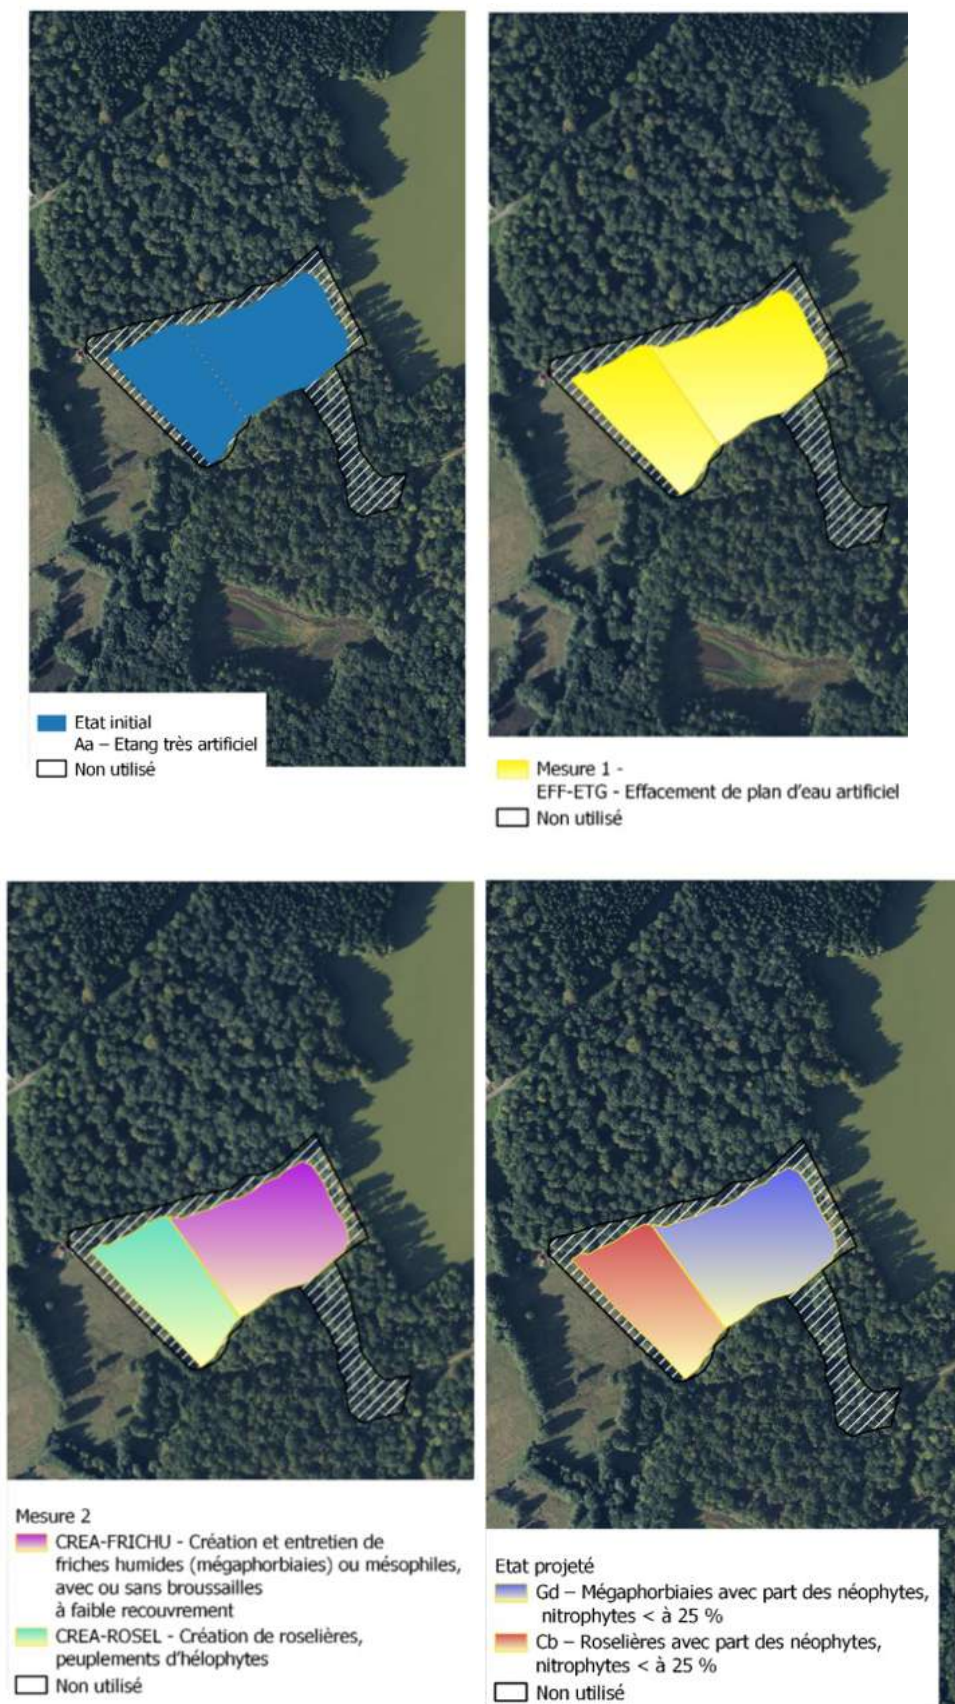 Etat initial
Aa – Etang très artificiel
Non utilisé
Mesure 1 -
EFF-ETG - Effacement de plan d'eau artificiel
Non utilisé
Mesure 2
CREA-FRICHU - Création et entretien de
friches humides (mégaphorbiaies) ou mésophiles,
avec ou sans broussailles
à faible recouvrement
CREA-ROSEL - Création de roselières,
peuplements d'hélophytes
Non utilisé
Etat projeté
Gd – Mégaphorbiaies avec part des néophytes,
nitrophytes < à 25 %
Cb – Roselières avec part des néophytes,
nitrophytes < à 25 %
Non utilisé